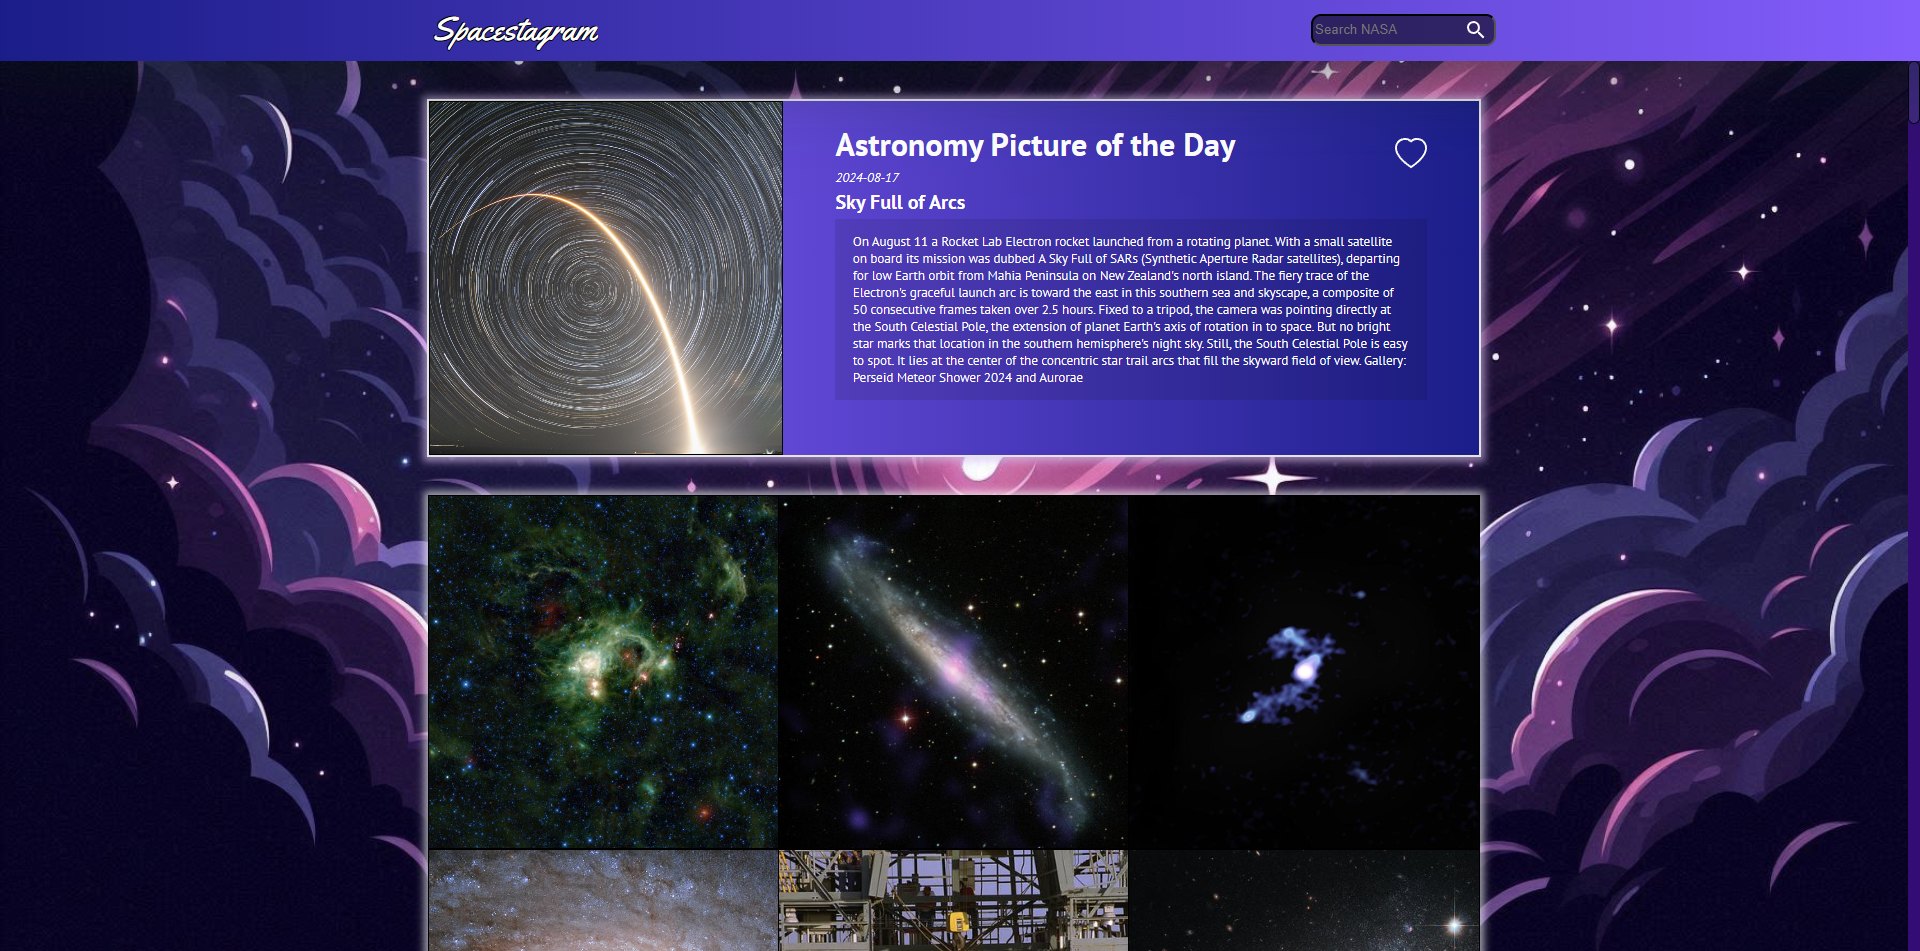 Spacestagram
Search NASA
Astronomy Picture of the Day
2024-08-17
Sky Full of Arcs
On August 11 a Rocket Lab Electron rocket launched from a rotating planet. With a small satellite
on board its mission was dubbed A Sky Full of SARs (Synthetic Aperture Radar satellites), departing
for low Earth orbit from Mahia Peninsula on New Zealand's north island. The fiery trace of the
Electron's graceful launch arc is toward the east in this southern sea and skyscape, a composite of
50 consecutive frames taken over 2.5 hours. Fixed to a tripod, the camera was pointing directly at
the South Celestial Pole, the extension of planet Earth's axis of rotation in to space. But no bright
star marks that location in the southern hemisphere's night sky. Still, the South Celestial Pole is easy
to spot. It lies at the center of the concentric star trail arcs that fill the skyward field of view. Gallery:
Perseid Meteor Shower 2024 and Aurorae